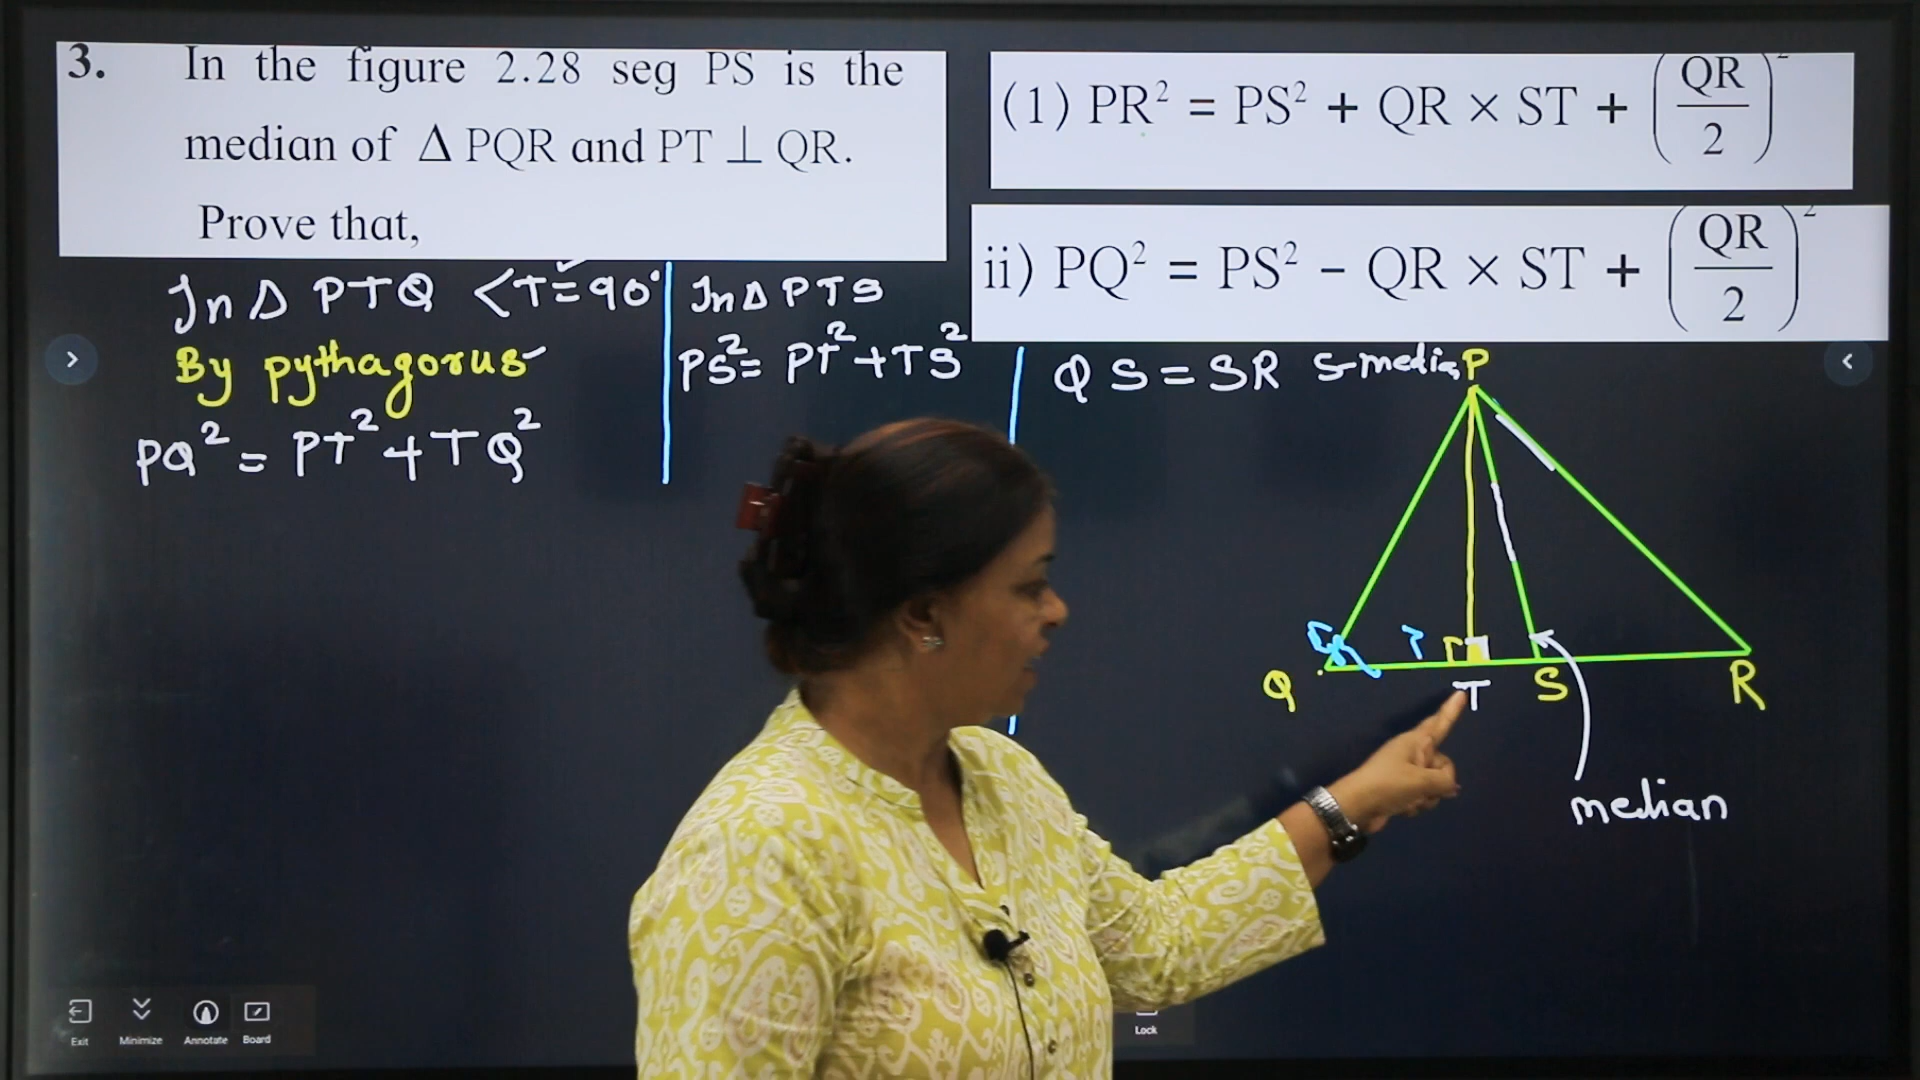 3. In the figure 2.28 seg PS is the
median of Δ PQR and PT ⊥ QR.
Prove that,
(1) PR² = PS² + QR × ST + (QR/2)²
ii) PQ² = PS² − QR × ST + (QR/2)²
In Δ PTQ <T=90°
By pythagorus
PQ² = PT² + TQ²
In Δ PTS
PS² = PT² + TS²
QS = SR S-media
P
Q
T
S
R
median
Exit
Minimize
Annotate
Board
Lock